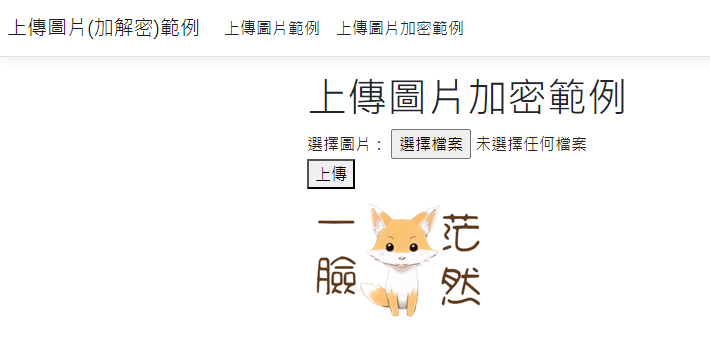 上傳圖片(加解密)範例 上傳圖片範例 上傳圖片加密範例
上傳圖片加密範例
選擇圖片： 選擇檔案 未選擇任何檔案
上傳
一臉茫然